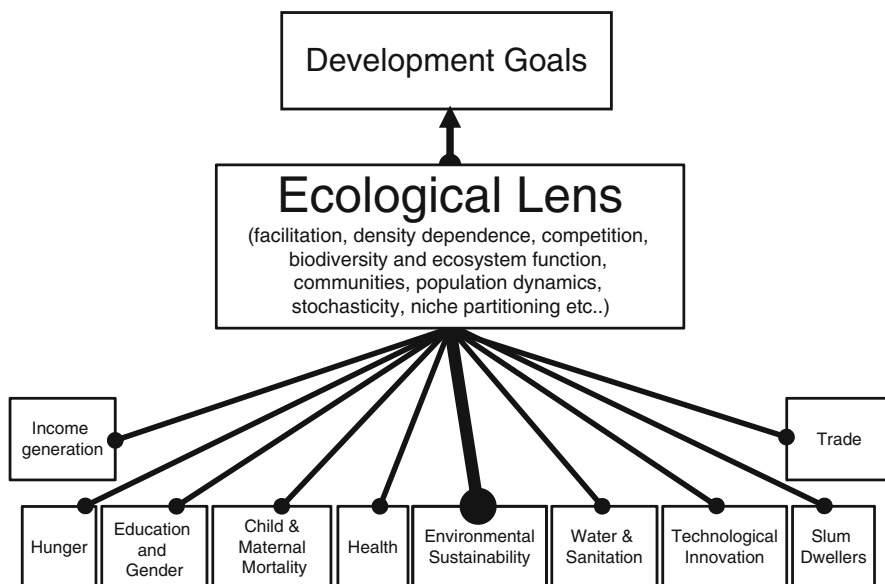 Development Goals
Ecological Lens
(facilitation, density dependence, competition,
biodiversity and ecosystem function,
communities, population dynamics,
stochasticity, niche partitioning etc..)
Income
generation
Trade
Hunger
Education
and
Gender
Child &
Maternal
Mortality
Health
Environmental
Sustainability
Water &
Sanitation
Technological
Innovation
Slum
Dwellers